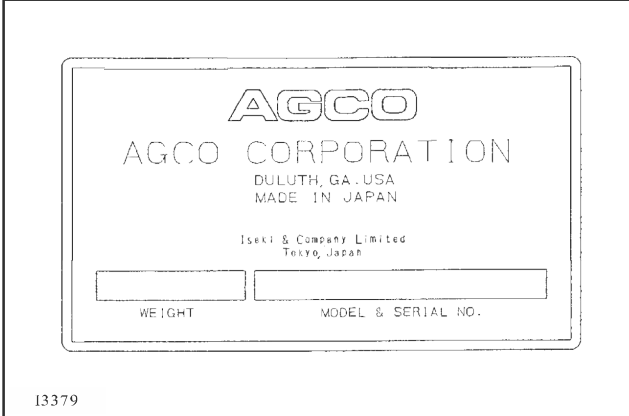 AGCO
AGCO CORPORATION
DULUTH, GA. USA
MADE IN JAPAN
Iseki & Company Limited
Tokyo, Japan
WEIGHT MODEL & SERIAL NO.
I3379